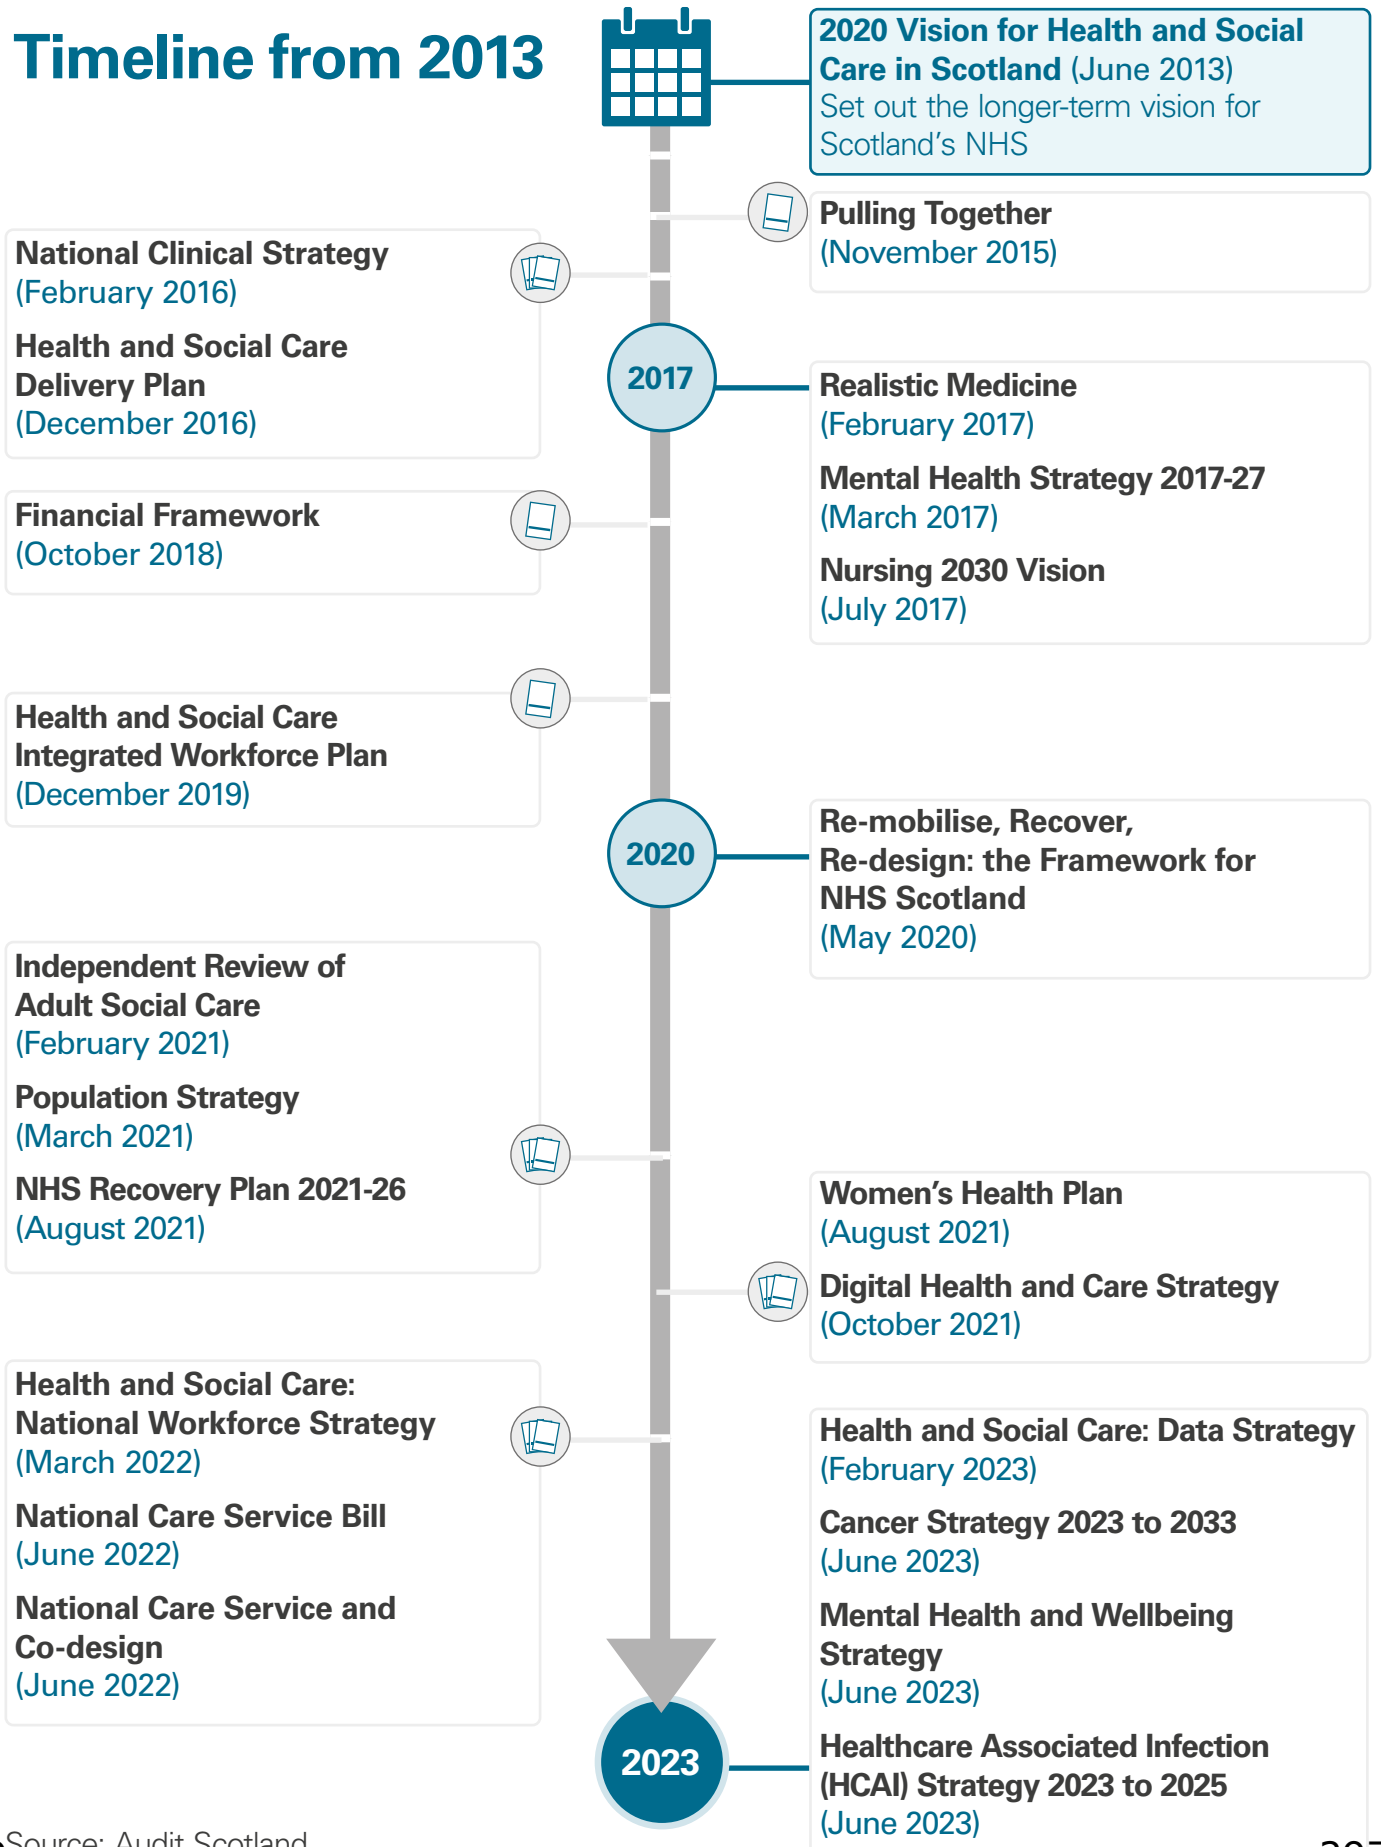 Timeline from 2013
2020 Vision for Health and Social
Care in Scotland (June 2013)
Set out the longer-term vision for
Scotland's NHS
Pulling Together
(November 2015)
National Clinical Strategy
(February 2016)
Health and Social Care
Delivery Plan
(December 2016)
2017
Realistic Medicine
(February 2017)
Mental Health Strategy 2017-27
(March 2017)
Nursing 2030 Vision
(July 2017)
Financial Framework
(October 2018)
Health and Social Care
Integrated Workforce Plan
(December 2019)
2020
Re-mobilise, Recover,
Re-design: the Framework for
NHS Scotland
(May 2020)
Independent Review of
Adult Social Care
(February 2021)
Population Strategy
(March 2021)
NHS Recovery Plan 2021-26
(August 2021)
Women's Health Plan
(August 2021)
Digital Health and Care Strategy
(October 2021)
Health and Social Care:
National Workforce Strategy
(March 2022)
National Care Service Bill
(June 2022)
National Care Service and
Co-design
(June 2022)
2023
Health and Social Care: Data Strategy
(February 2023)
Cancer Strategy 2023 to 2033
(June 2023)
Mental Health and Wellbeing
Strategy
(June 2023)
Healthcare Associated Infection
(HCAI) Strategy 2023 to 2025
(June 2023)
Source: Audit Scotland